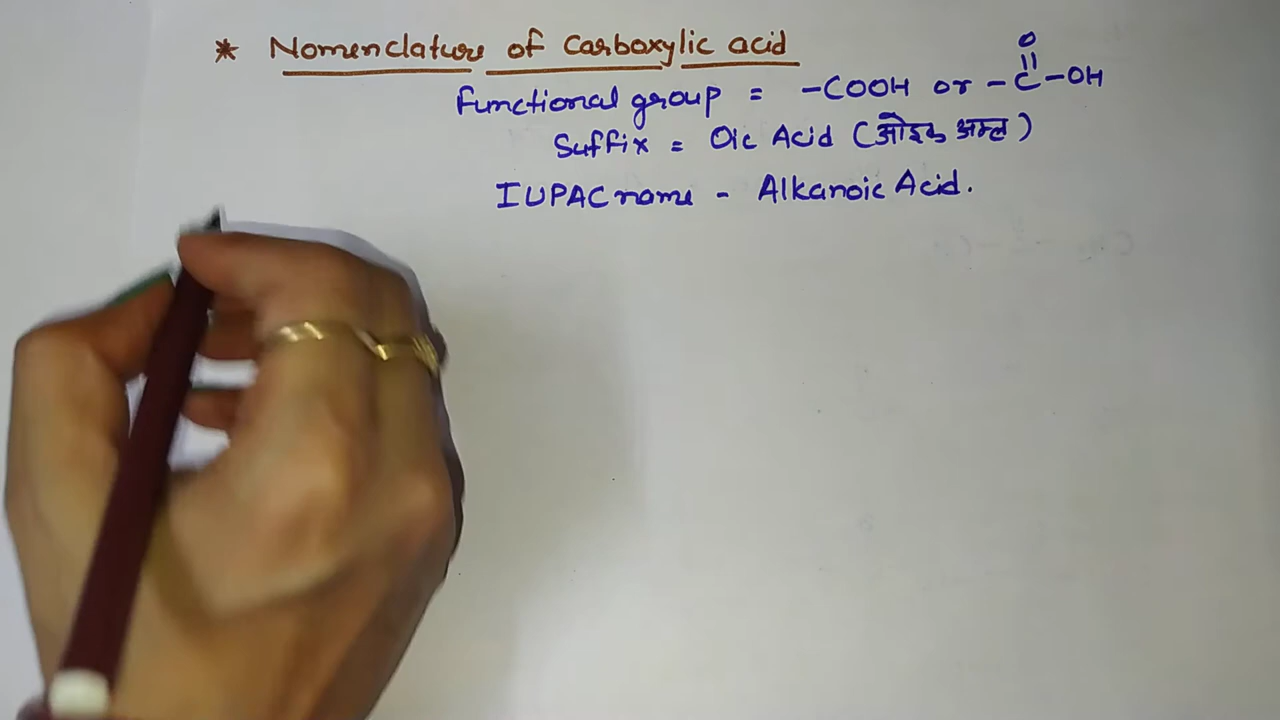 * Nomenclature of Carboxylic acid
Functional group = -COOH or -C-OH
O
||
Suffix = Oic Acid (ओइक अम्ल)
IUPAC name - Alkanoic Acid.